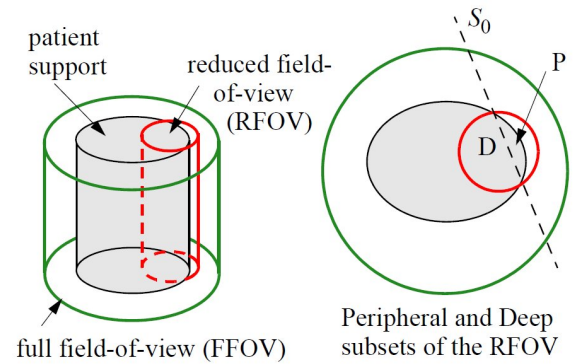 patient
support
reduced field-
of-view
(RFOV)
full field-of-view (FFOV)
S0
P
D
Peripheral and Deep
subsets of the RFOV